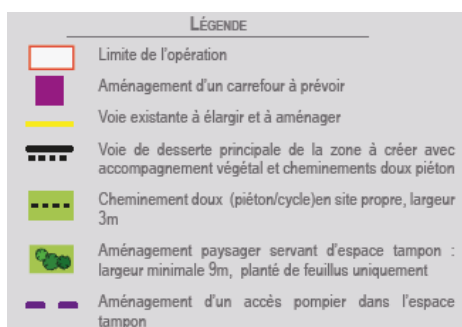 LÉGENDE
Limite de l'opération
Aménagement d'un carrefour à prévoir
Voie existante à élargir et à aménager
Voie de desserte principale de la zone à créer avec
accompagnement végétal et cheminements doux piéton
Cheminement doux (piéton/cycle)en site propre, largeur
3m
Aménagement paysager servant d'espace tampon :
largeur minimale 9m, planté de feuillus uniquement
Aménagement d'un accès pompier dans l'espace
tampon